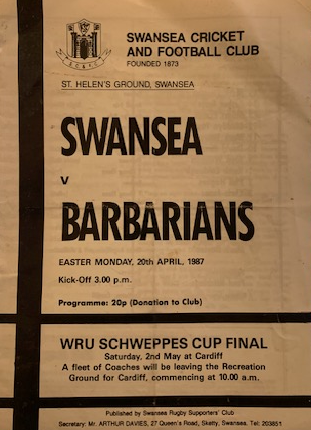 SWANSEA CRICKET
AND FOOTBALL CLUB
FOUNDED 1873
ST. HELEN'S GROUND, SWANSEA
SWANSEA
v
BARBARIANS
EASTER MONDAY, 20th APRIL, 1987
Kick-Off 3.00 p.m.
Programme: 20p (Donation to Club)
WRU SCHWEPPES CUP FINAL
Saturday, 2nd May at Cardiff
A fleet of Coaches will be leaving the Recreation
Ground for Cardiff, commencing at 10.00 a.m.
Published by Swansea Rugby Supporters' Club
Secretary: Mr. ARTHUR DAVIES, 27 Queen's Road, Sketty, Swansea. Tel: 203851